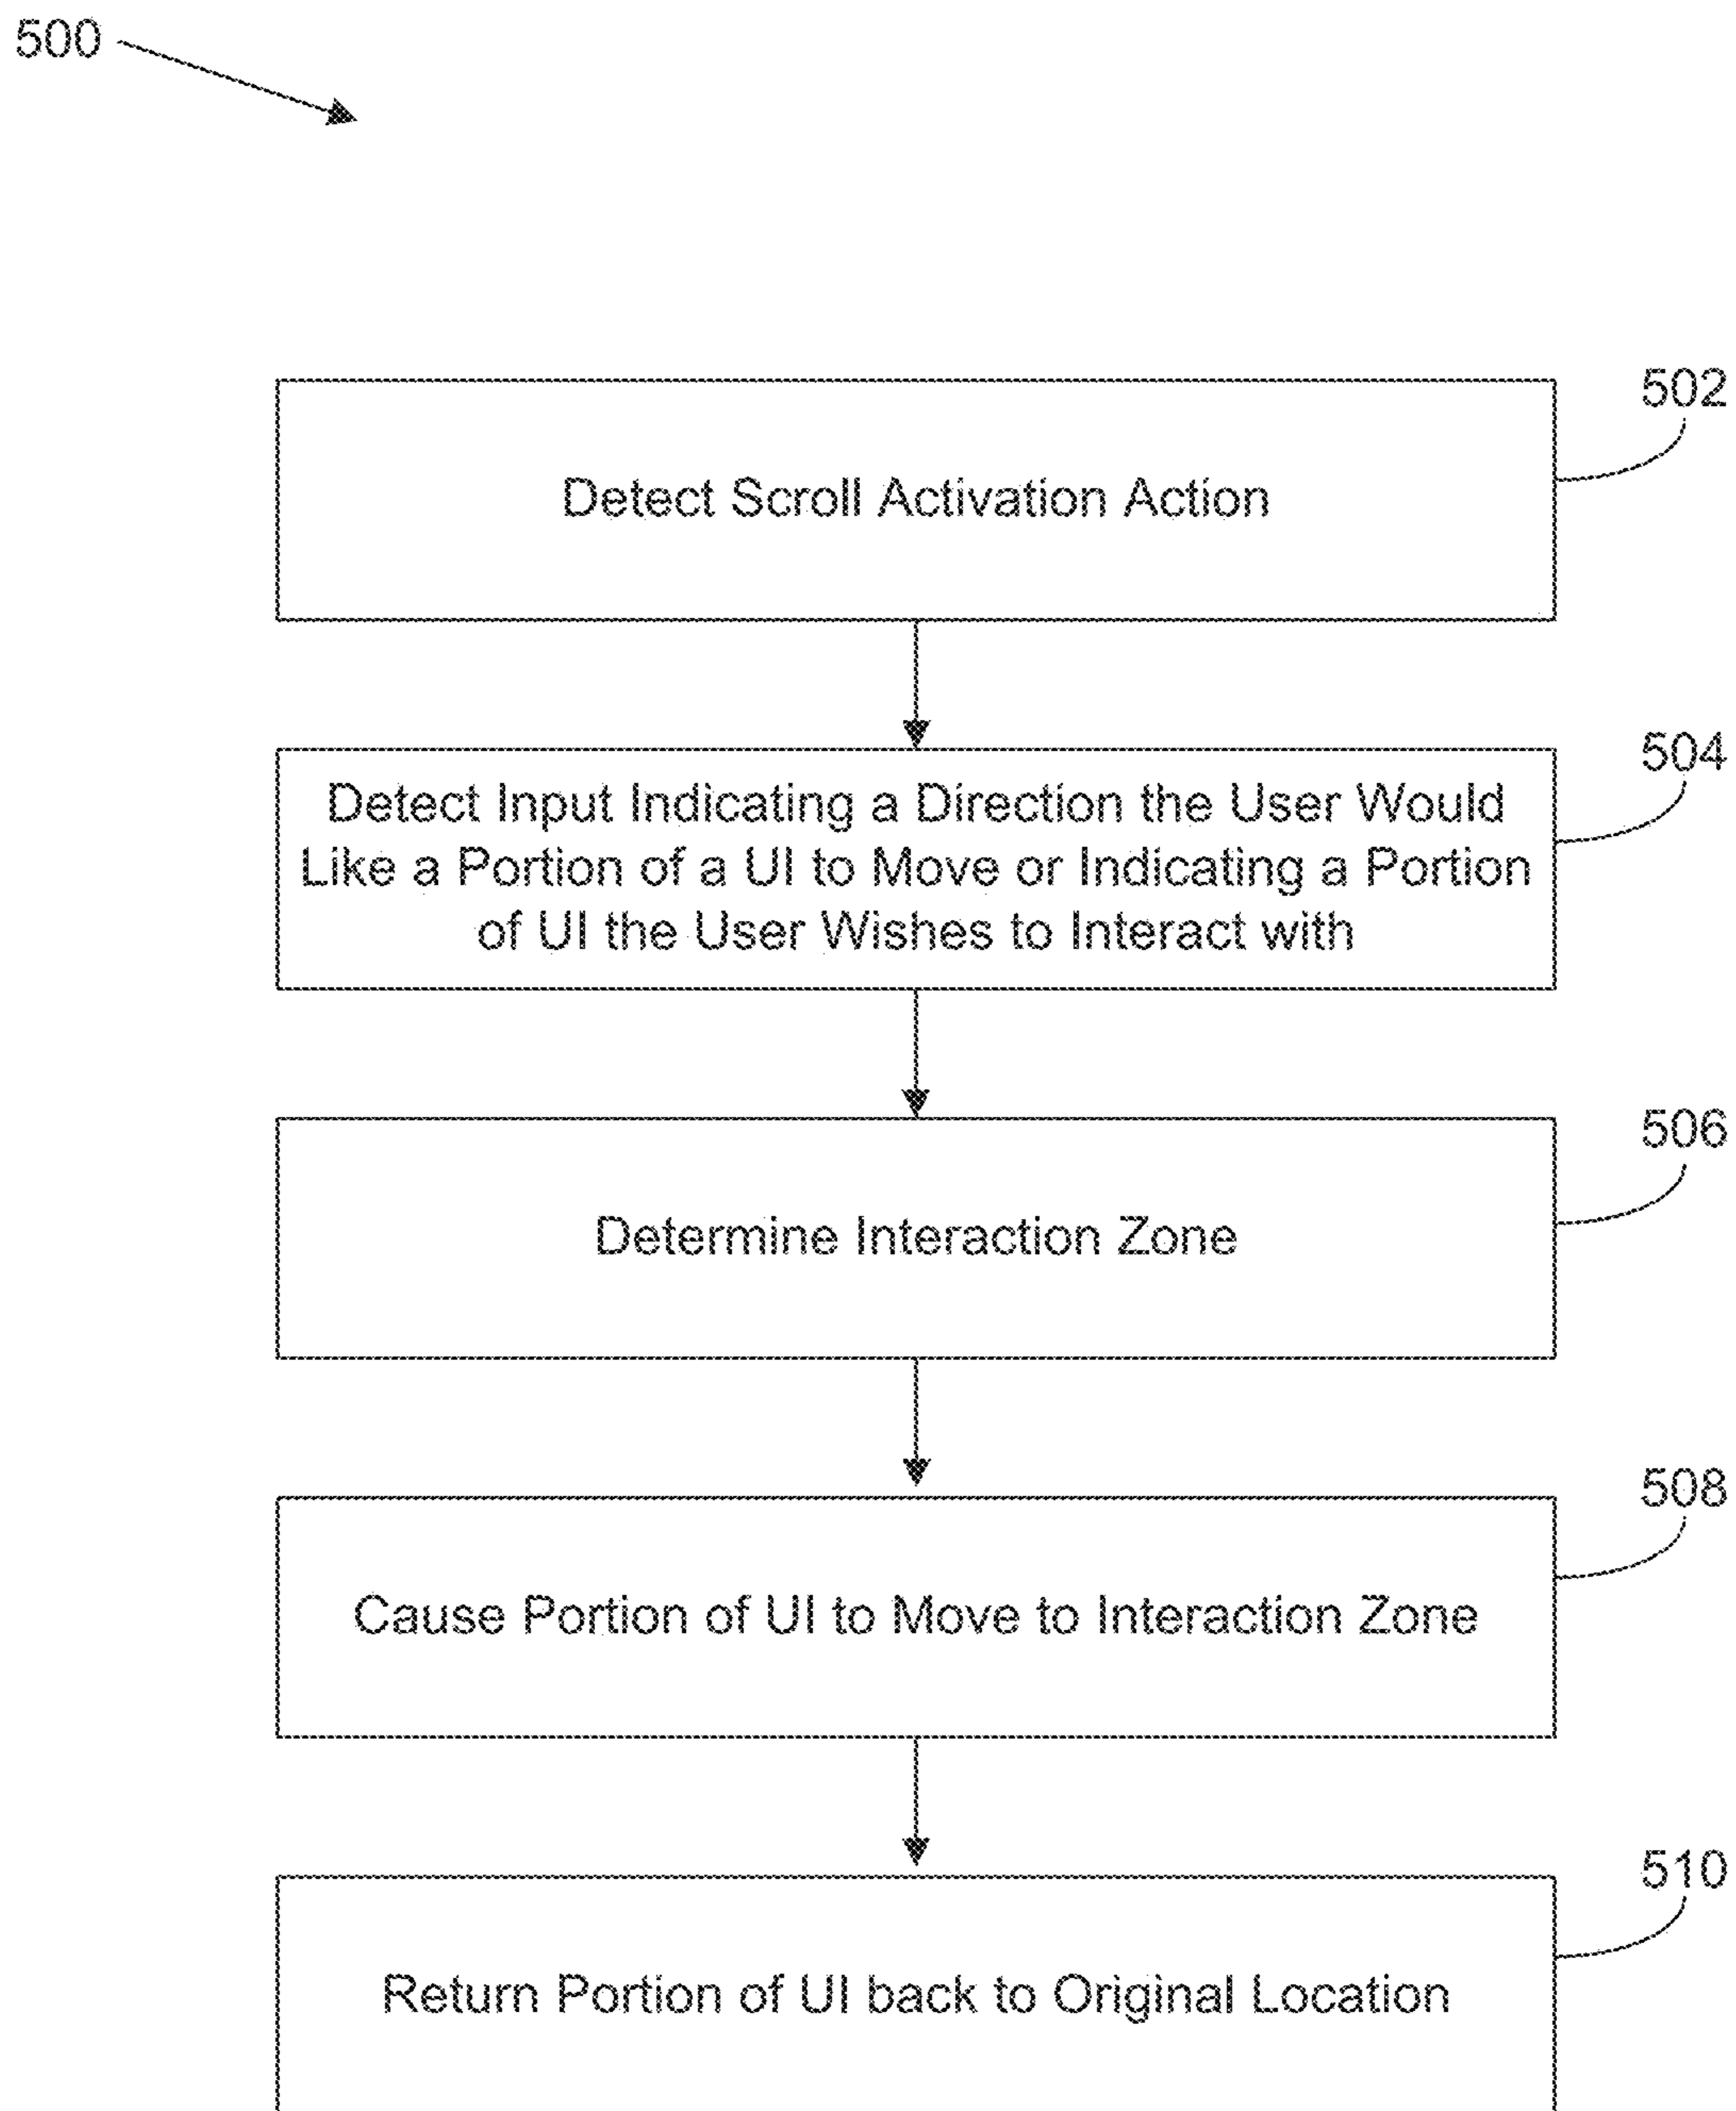 500
502
Detect Scroll Activation Action
504
Detect Input Indicating a Direction the User Would
Like a Portion of a UI to Move or Indicating a Portion
of UI the User Wishes to Interact with
506
Determine Interaction Zone
508
Cause Portion of UI to Move to Interaction Zone
510
Return Portion of UI back to Original Location